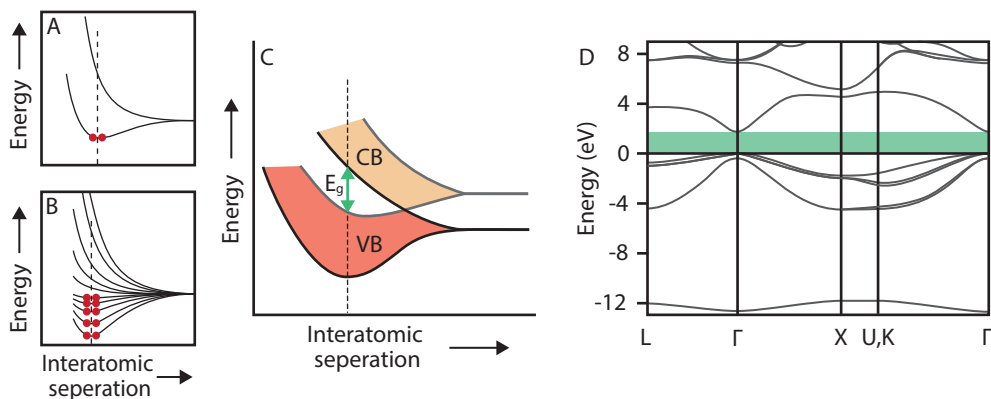 A
Energy
B
Energy
Interatomic
seperation
C
CB
Eg
VB
Energy
Interatomic
seperation
D
Energy (eV)
8
4
0
-4
-8
-12
L Γ X U,K Γ